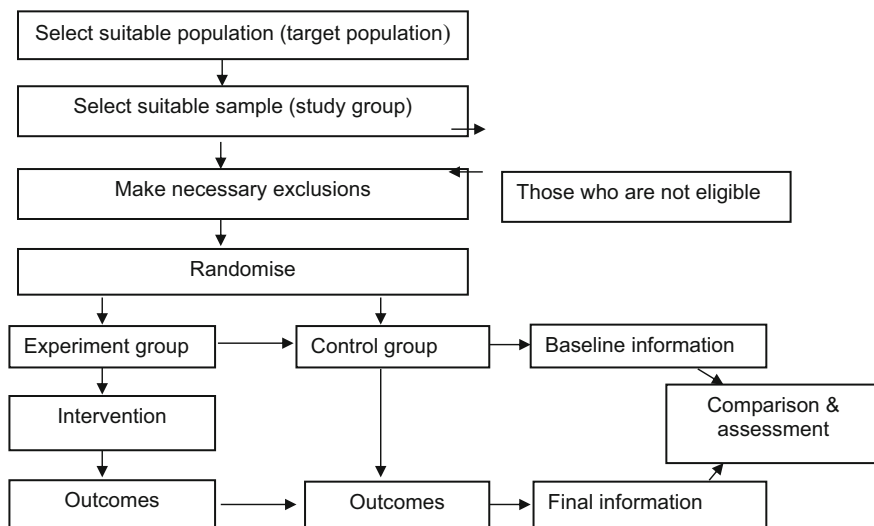 Select suitable population (target population)
Select suitable sample (study group)
Make necessary exclusions
Those who are not eligible
Randomise
Experiment group
Control group
Baseline information
Intervention
Comparison &
assessment
Outcomes
Outcomes
Final information